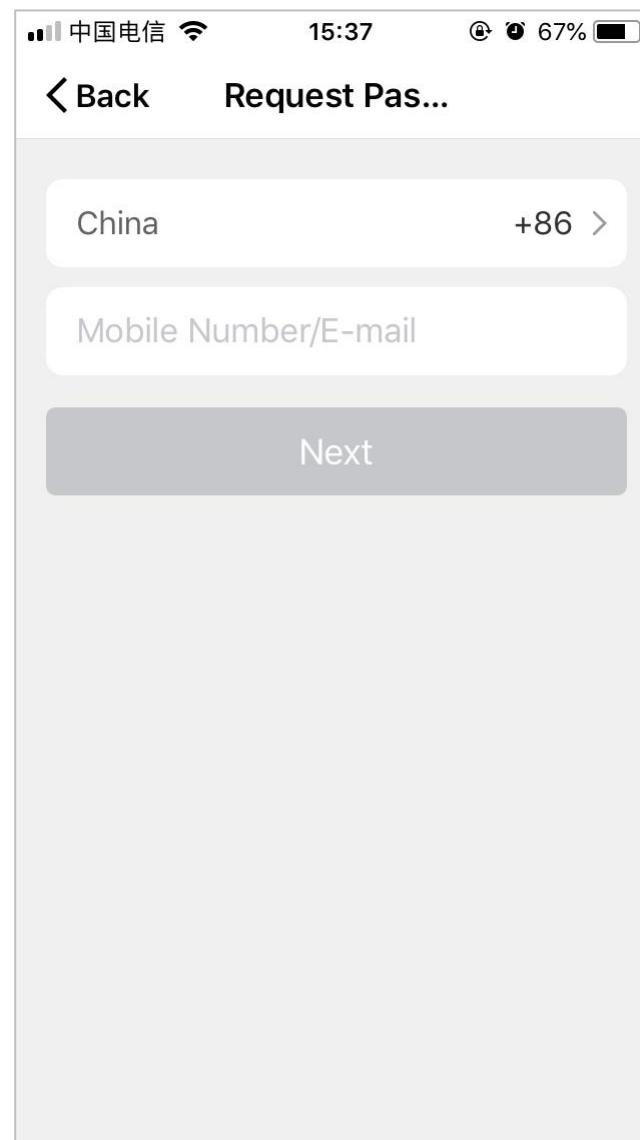 中国电信 15:37 67%
Back Request Pas...
China +86
Mobile Number/E-mail
Next